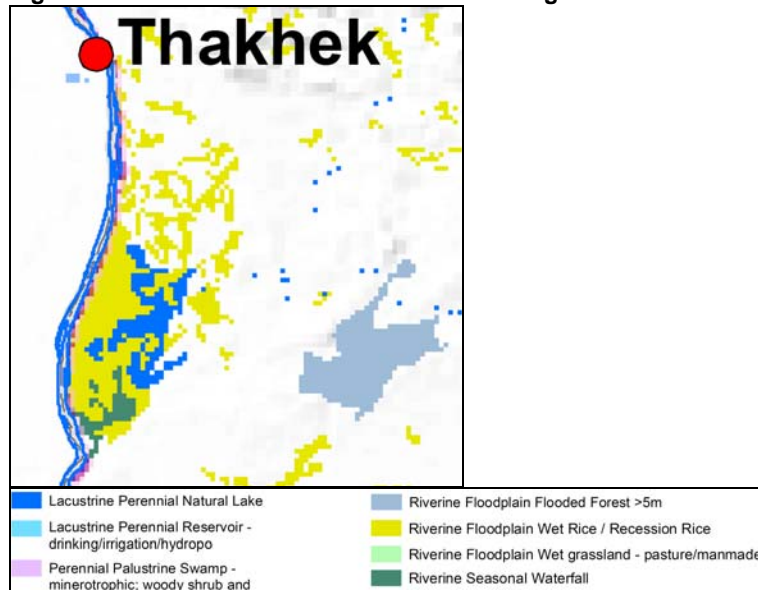 Thakhek
Lacustrine Perennial Natural Lake
Lacustrine Perennial Reservoir -
drinking/irrigation/hydropo
Perennial Palustrine Swamp -
minerotrophic; woody shrub and
Riverine Floodplain Flooded Forest >5m
Riverine Floodplain Wet Rice / Recession Rice
Riverine Floodplain Wet grassland - pasture/manmade
Riverine Seasonal Waterfall